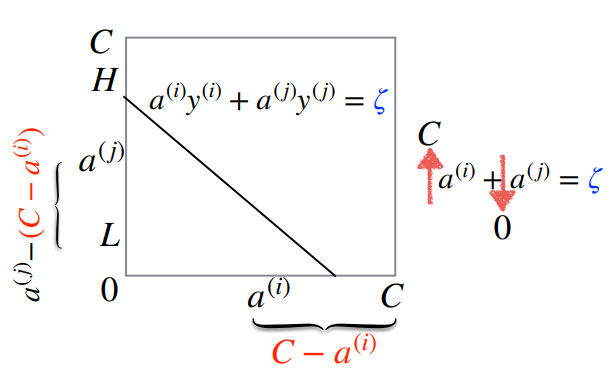 C
H
a^{(i)}y^{(i)} + a^{(j)}y^{(j)} = ζ
C
a^{(j)}
a^{(i)} + a^{(j)} = ζ
a^{(j)}-(C - a^{(i)})
L
0
0
a^{(i)}
C
C - a^{(i)}